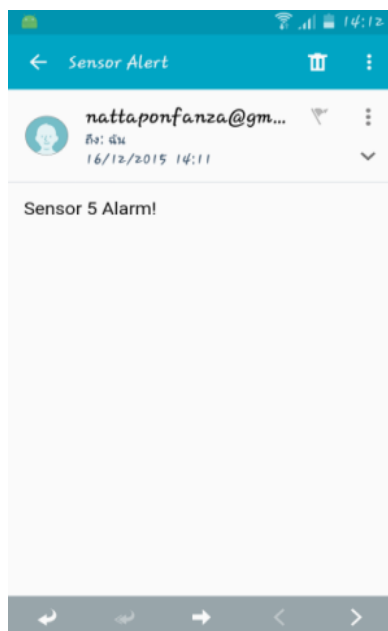 14:12
Sensor Alert
nattaponfanza@gm...
ถึง: ฉัน
16/12/2015 14:11
Sensor 5 Alarm!